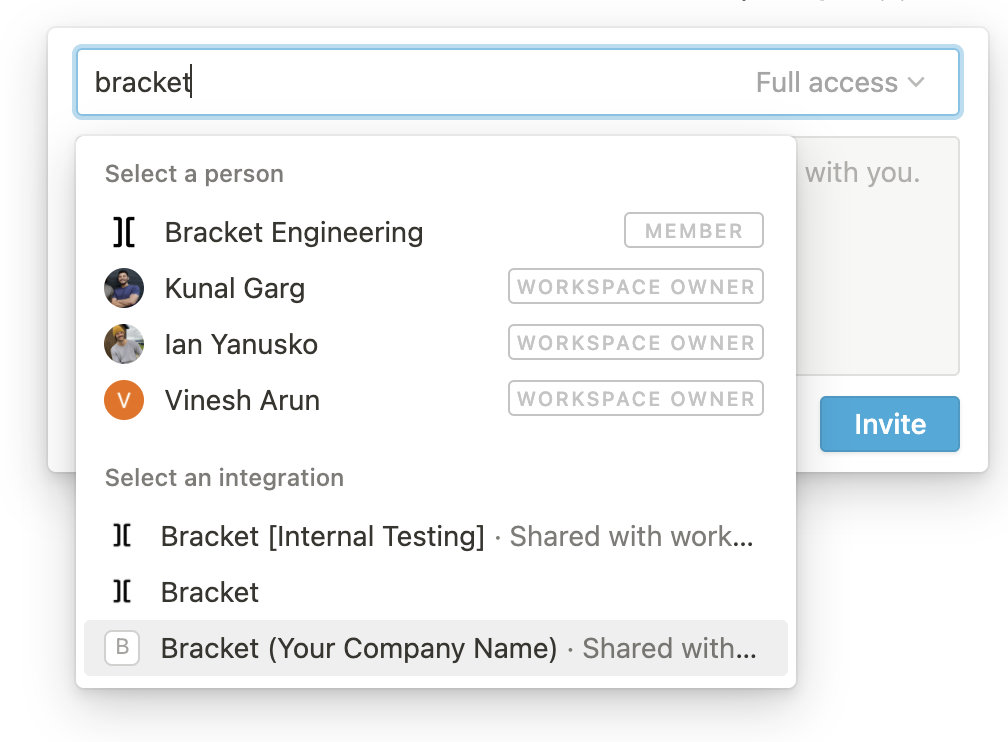 bracket
Full access
with you.
Select a person
Bracket Engineering MEMBER
Kunal Garg WORKSPACE OWNER
Ian Yanusko WORKSPACE OWNER
V Vinesh Arun WORKSPACE OWNER
Invite
Select an integration
Bracket [Internal Testing] · Shared with work...
Bracket
B Bracket (Your Company Name) · Shared with...